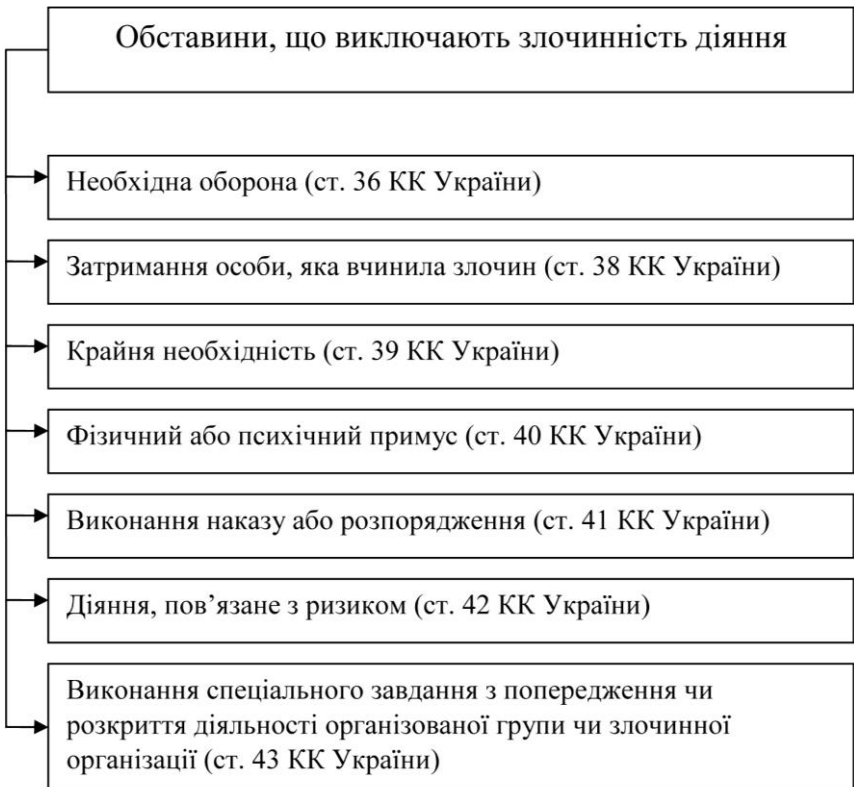 Обставини, що виключають злочинність діяння
Необхідна оборона (ст. 36 КК України)
Затримання особи, яка вчинила злочин (ст. 38 КК України)
Крайня необхідність (ст. 39 КК України)
Фізичний або психічний примус (ст. 40 КК України)
Виконання наказу або розпорядження (ст. 41 КК України)
Діяння, пов’язане з ризиком (ст. 42 КК України)
Виконання спеціального завдання з попередження чи
розкриття діяльності організованої групи чи злочинної
організації (ст. 43 КК України)